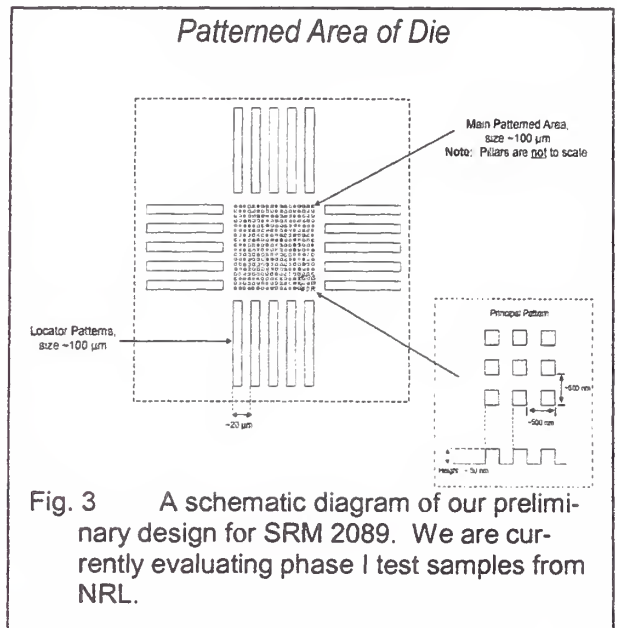 Patterned Area of Die
Main Patterned Area,
size ~100 µm
Note: Pillars are not to scale
Locator Patterns,
size ~100 µm
~20 µm
Principal Pattern
~500 nm
~500 nm
Height ~50 nm
Fig. 3 A schematic diagram of our prelimi-
nary design for SRM 2089. We are cur-
rently evaluating phase I test samples from
NRL.